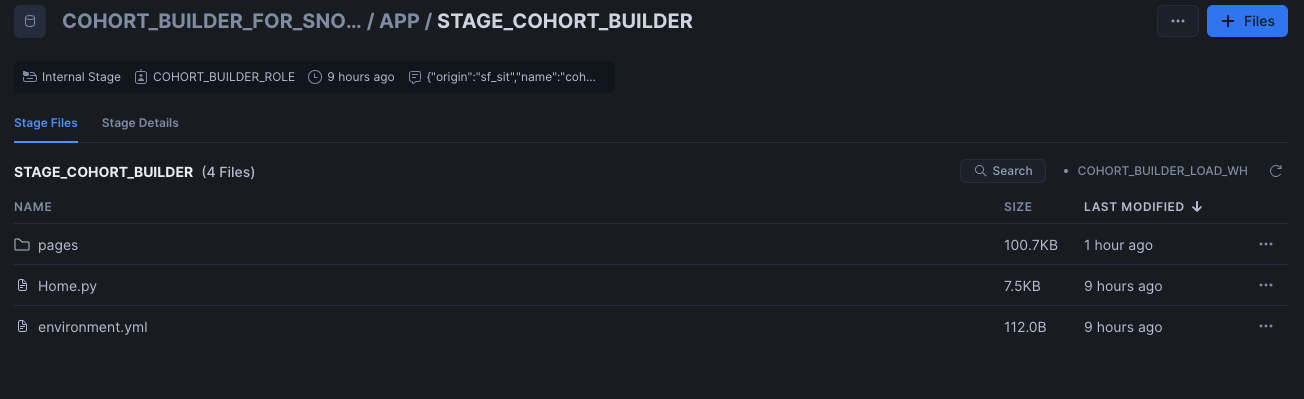 COHORT_BUILDER_FOR_SNO... / APP / STAGE_COHORT_BUILDER
... + Files
Internal Stage COHORT_BUILDER_ROLE 9 hours ago {"origin":"sf_sit","name":"coh...
Stage Files Stage Details
STAGE_COHORT_BUILDER (4 Files) Search • COHORT_BUILDER_LOAD_WH
NAME SIZE LAST MODIFIED ↓
pages 100.7KB 1 hour ago ...
Home.py 7.5KB 9 hours ago ...
environment.yml 112.0B 9 hours ago ...